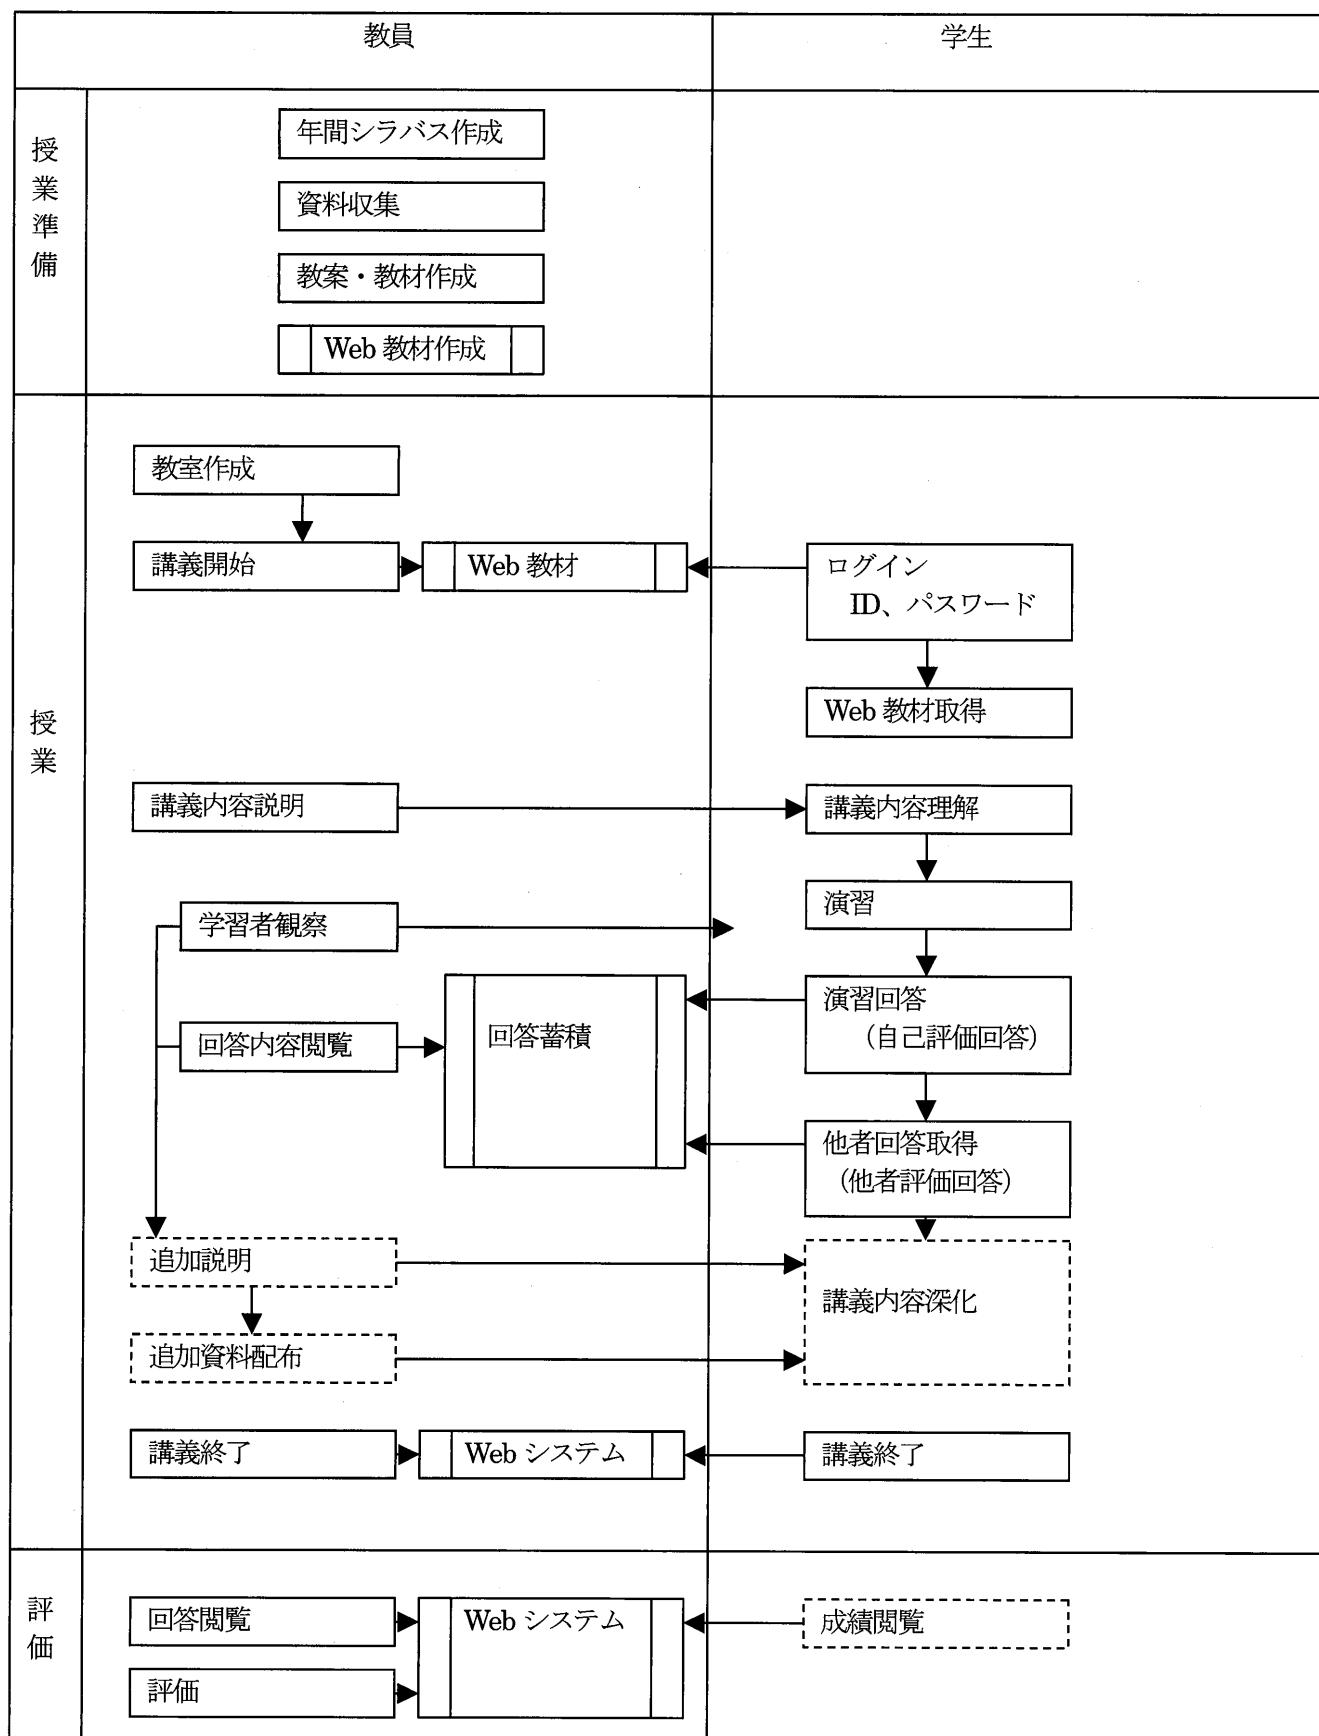 教員
学生
授業準備
年間シラバス作成
資料収集
教案・教材作成
Web 教材作成
授業
教室作成
講義開始
Web 教材
ログイン
ID、パスワード
Web 教材取得
講義内容説明
講義内容理解
演習
学習者観察
演習回答
（自己評価回答）
回答内容閲覧
回答蓄積
他者回答取得
（他者評価回答）
追加説明
講義内容深化
追加資料配布
講義終了
Web システム
講義終了
評価
回答閲覧
Web システム
成績閲覧
評価